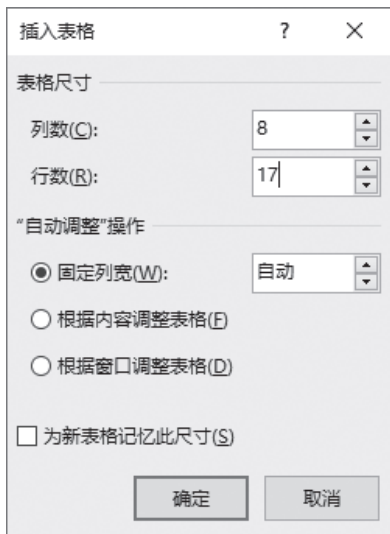 插入表格 ?
表格尺寸
列数(C): 8
行数(R): 17
“自动调整”操作
固定列宽(W): 自动
根据内容调整表格(F)
根据窗口调整表格(D)
为新表格记忆此尺寸(S)
确定 取消